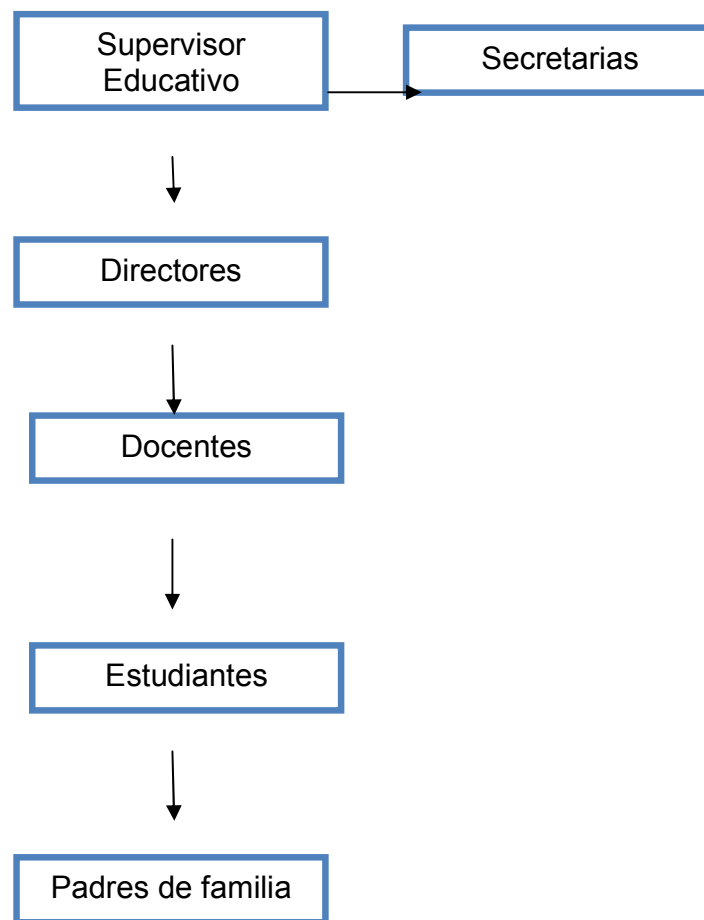 Supervisor
Educativo
Secretarias
Directores
Docentes
Estudiantes
Padres de familia